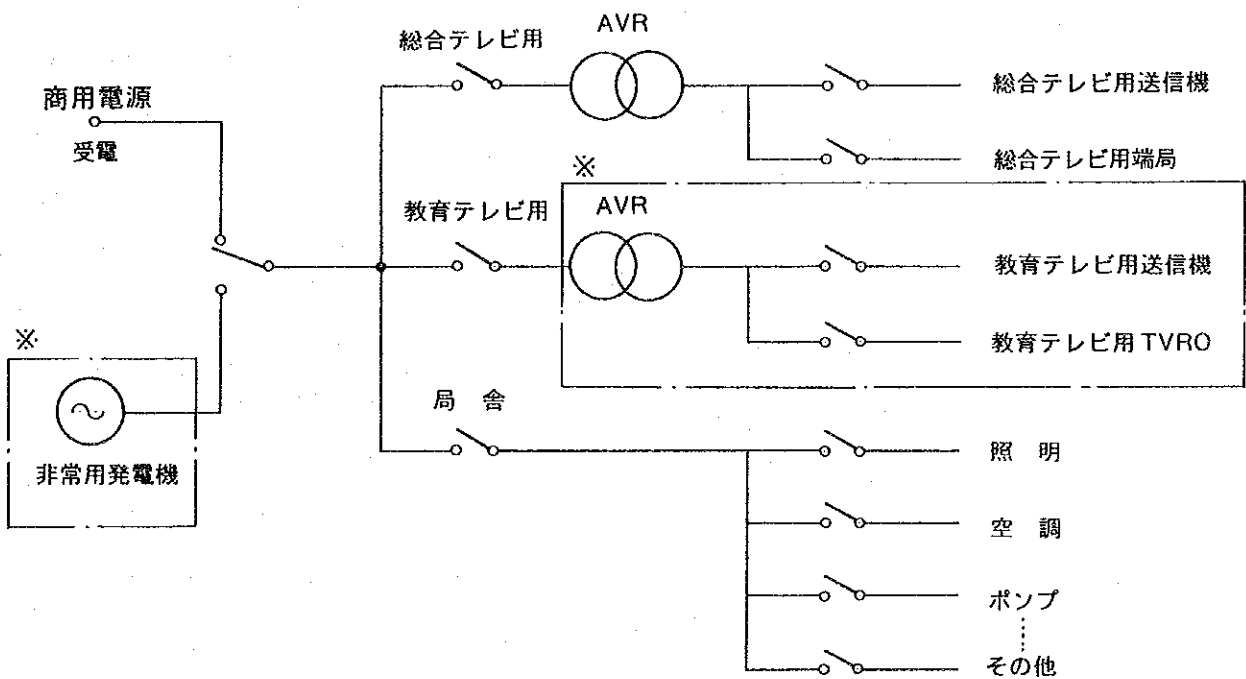 AVR
総合テレビ用
商用電源
受電
総合テレビ用送信機
総合テレビ用端局
※
教育テレビ用
AVR
教育テレビ用送信機
教育テレビ用TVRO
※
非常用発電機
局 舎
照 明
空 調
ポンプ
その他